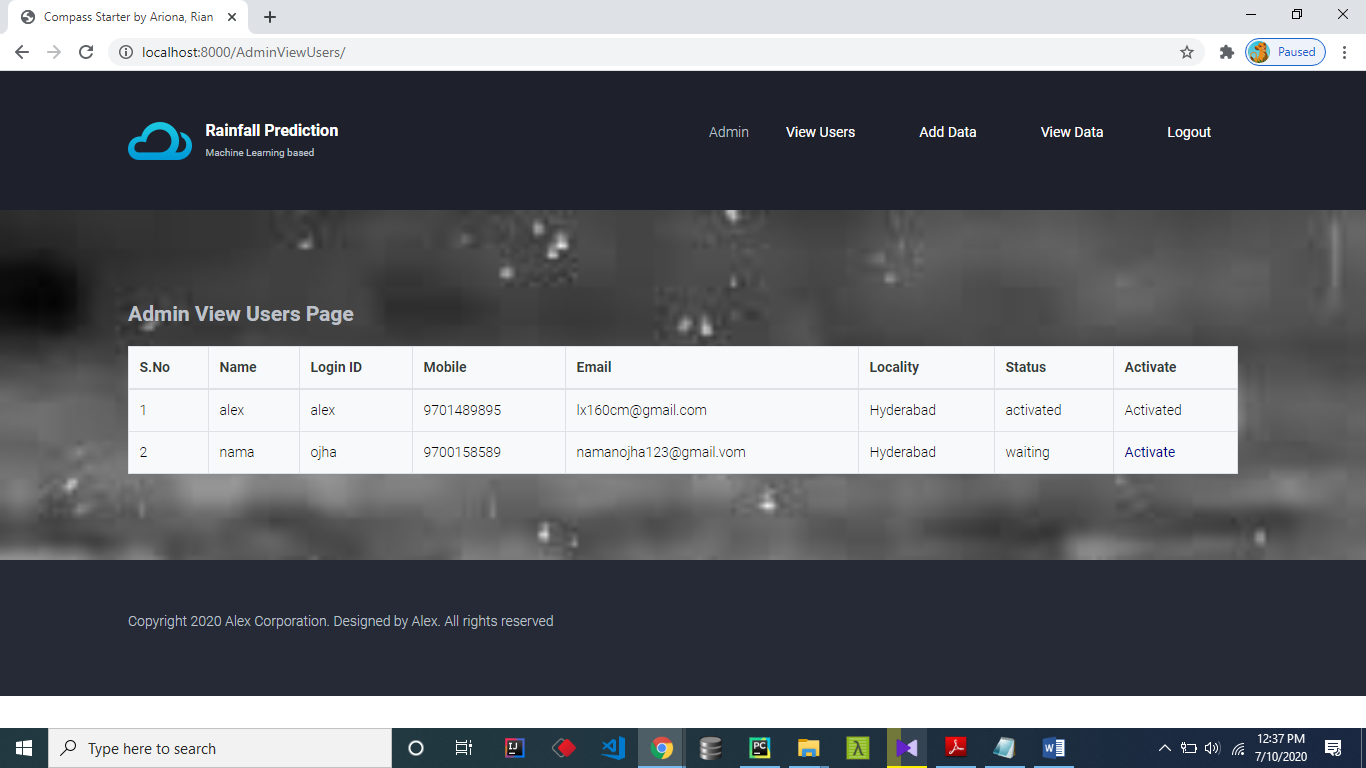 Compass Starter by Ariona, Rian
localhost:8000/AdminViewUsers/
Paused
Rainfall Prediction
Machine Learning based
Admin View Users Add Data View Data Logout
Admin View Users Page
S.No Name Login ID Mobile Email Locality Status Activate
1 alex alex 9701489895 lx160cm@gmail.com Hyderabad activated Activated
2 nama ojha 9700158589 namanojha123@gmail.vom Hyderabad waiting Activate
Copyright 2020 Alex Corporation. Designed by Alex. All rights reserved
Type here to search
12:37 PM
7/10/2020